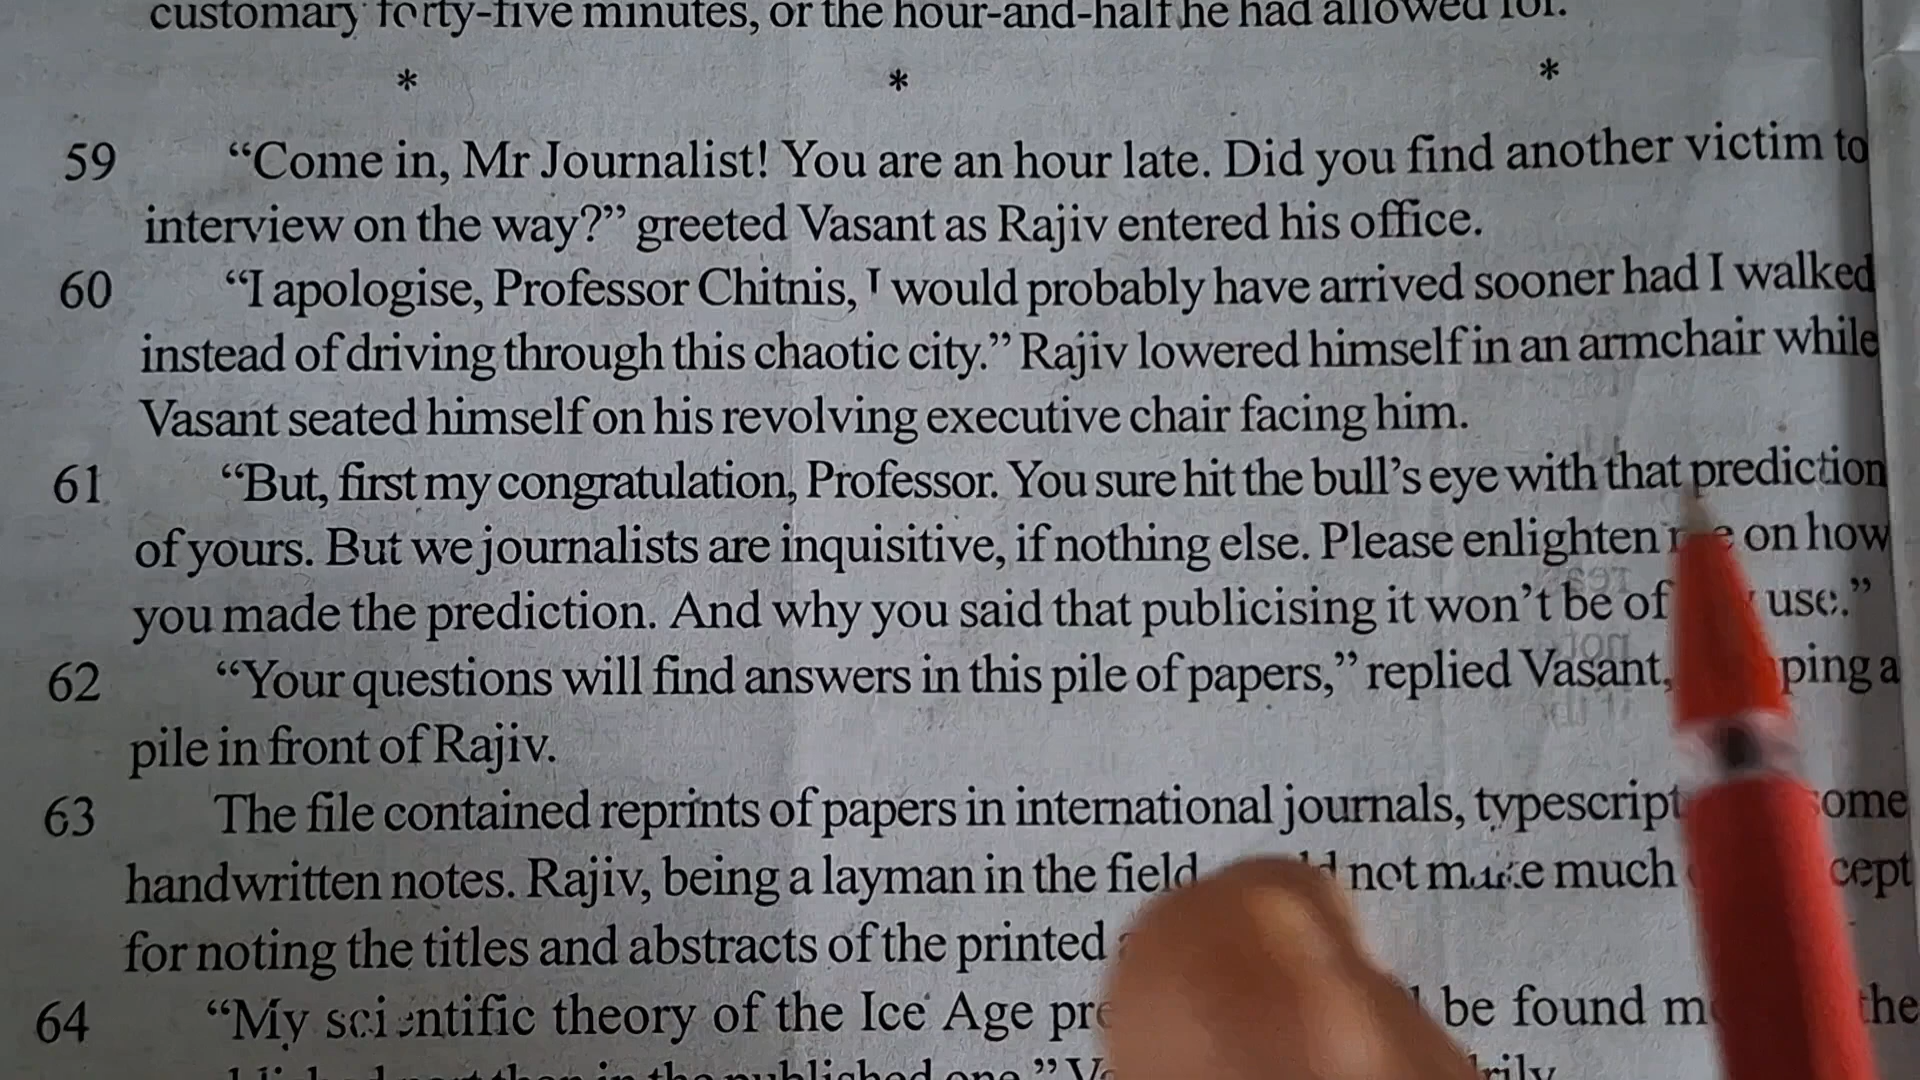 customary forty-five minutes, or the hour-and-half he had allowed for.
* * *
59 “Come in, Mr Journalist! You are an hour late. Did you find another victim to
interview on the way?” greeted Vasant as Rajiv entered his office.
60 “I apologise, Professor Chitnis, I would probably have arrived sooner had I walked
instead of driving through this chaotic city.” Rajiv lowered himself in an armchair while
Vasant seated himself on his revolving executive chair facing him.
61 “But, first my congratulation, Professor. You sure hit the bull’s eye with that prediction
of yours. But we journalists are inquisitive, if nothing else. Please enlighten me on how
you made the prediction. And why you said that publicising it won’t be of use.”
62 “Your questions will find answers in this pile of papers,” replied Vasant, a
pile in front of Rajiv.
63 The file contained reprints of papers in international journals, some
handwritten notes. Rajiv, being a layman in the field not make much
for noting the titles and abstracts of the printed
64 “My scientific theory of the Ice Age be found the
than in the published one.”